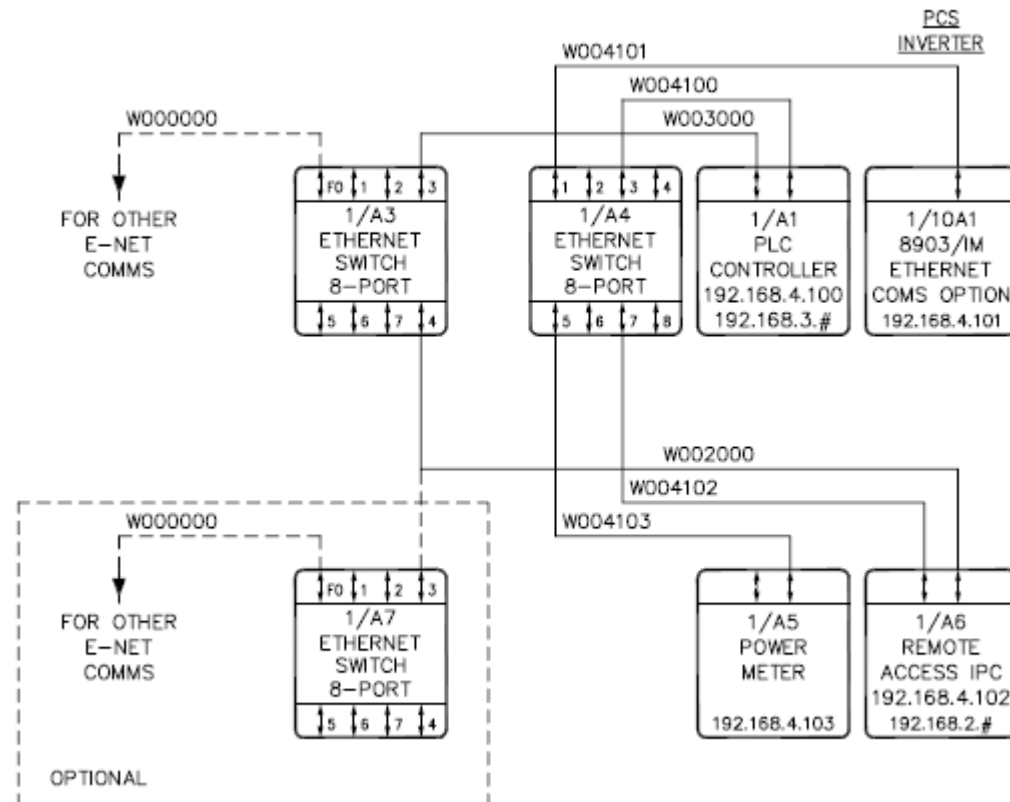 PCS
INVERTER
W004101
W004100
W003000
W000000
FO 1 2 3
1/A3
ETHERNET
SWITCH
8-PORT
5 6 7 4
1 2 3 4
1/A4
ETHERNET
SWITCH
8-PORT
5 6 7 8
1/A1
PLC
CONTROLLER
192.168.4.100
192.168.3.#
1/10A1
8903/IM
ETHERNET
COMS OPTION
192.168.4.101
FOR OTHER
E-NET
COMMS
W002000
W004102
W004103
W000000
FOR OTHER
E-NET
COMMS
FO 1 2 3
1/A7
ETHERNET
SWITCH
8-PORT
5 6 7 4
1/A5
POWER
METER
192.168.4.103
1/A6
REMOTE
ACCESS IPC
192.168.4.102
192.168.2.#
OPTIONAL